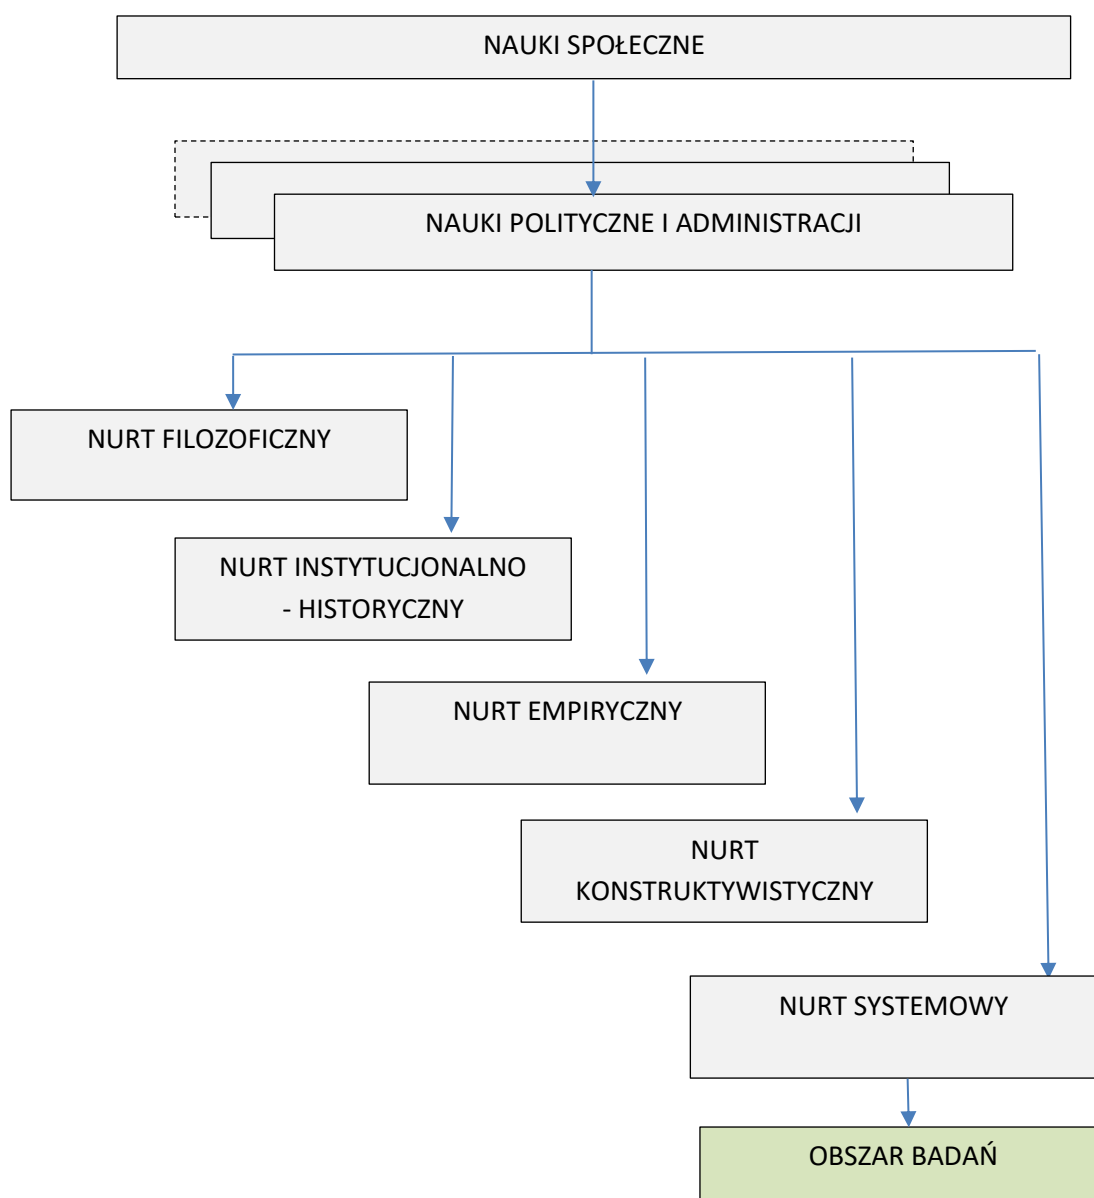 NAUKI SPOŁECZNE
NAUKI POLITYCZNE I ADMINISTRACJI
NURT FILOZOFICZNY
NURT INSTYTUCJONALNO
- HISTORYCZNY
NURT EMPIRYCZNY
NURT
KONSTRUKTYWISTYCZNY
NURT SYSTEMOWY
OBSZAR BADAŃ